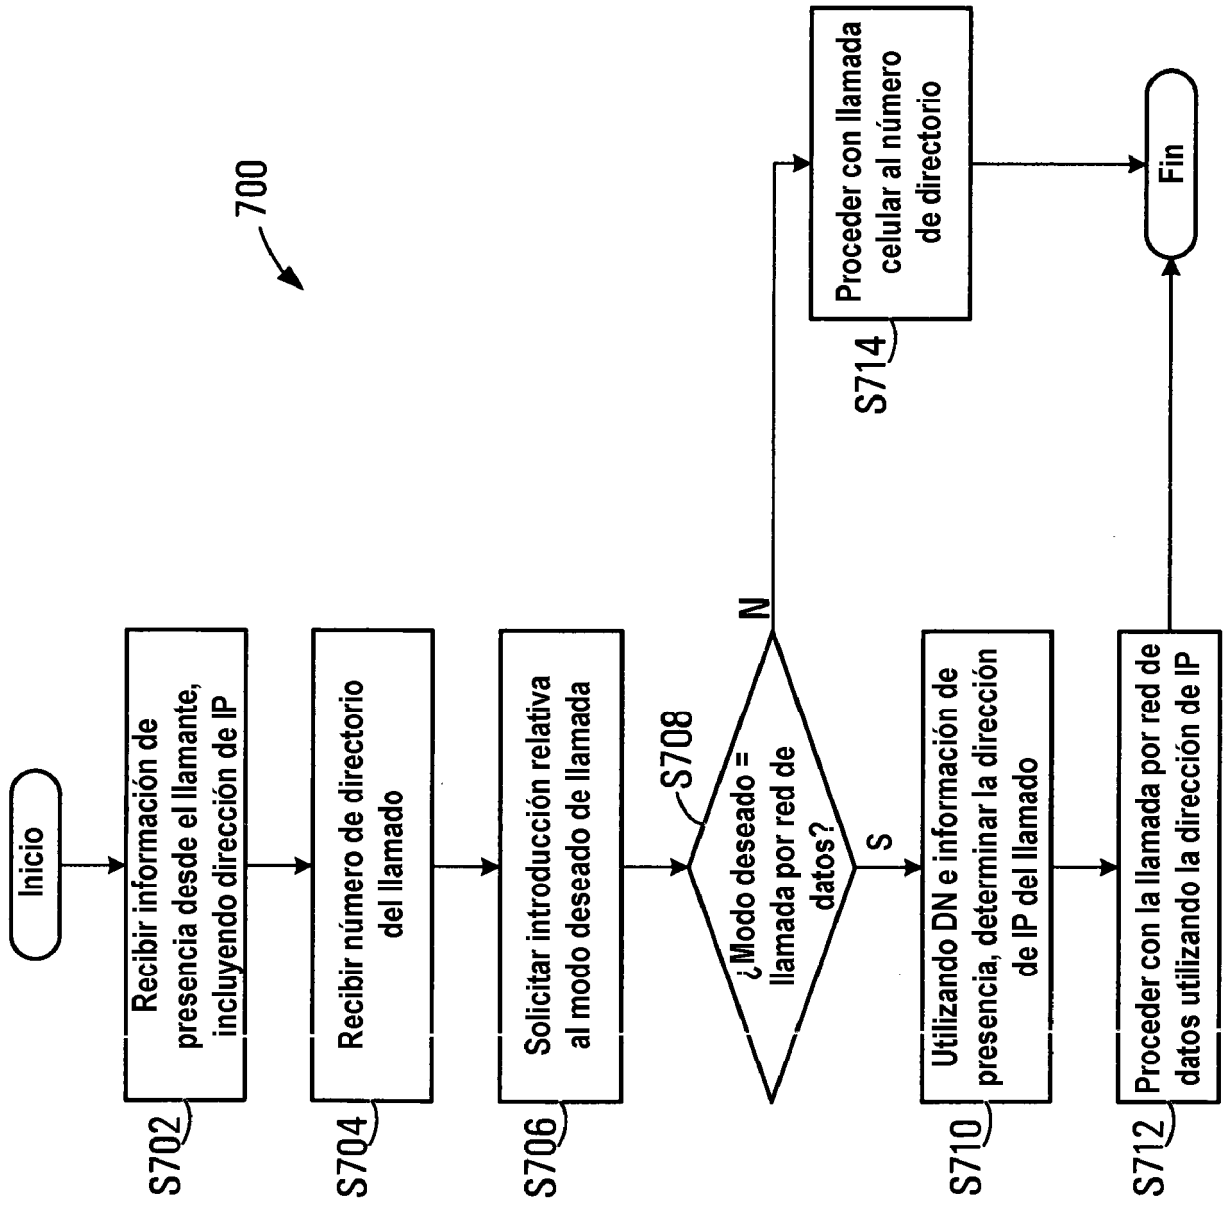 Inicio
Recibir información de
presencia desde el llamante,
incluyendo dirección de IP
S702
Recibir número de directorio
del llamado
S704
Solicitar introducción relativa
al modo deseado de llamada
S706
¿Modo deseado =
llamada por red de
datos?
S708
N
S
Utilizando DN e información de
presencia, determinar la dirección
de IP del llamado
S710
Proceder con la llamada por red de
datos utilizando la dirección de IP
S712
Proceder con llamada
celular al número
de directorio
S714
Fin
700